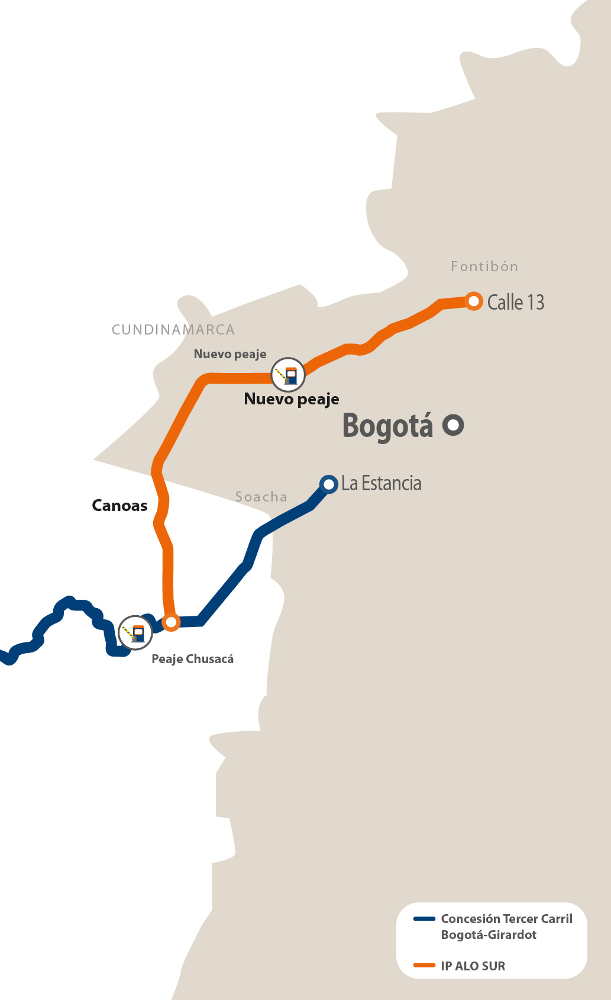 Fontibón
Calle 13
CUNDINAMARCA
Nuevo peaje
Nuevo peaje
Bogotá
La Estancia
Soacha
Canoas
Peaje Chusacá
Concesión Tercer Carril
Bogotá-Girardot
IP ALO SUR